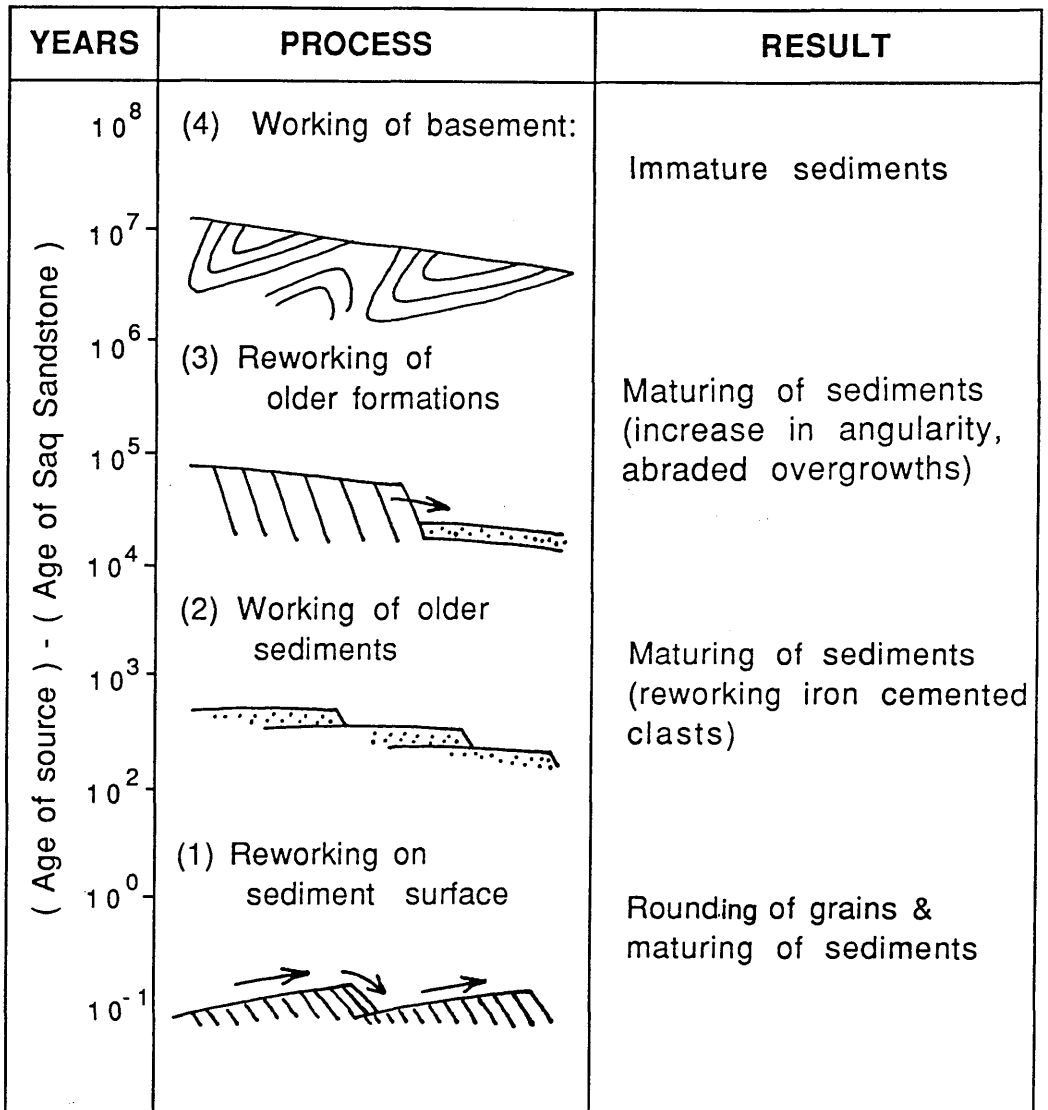 YEARS
PROCESS
RESULT
( Age of source ) - ( Age of Saq Sandstone )
10⁸
10⁷
10⁶
10⁵
10⁴
10³
10²
10⁰
10⁻¹
(4) Working of basement:
Immature sediments
(3) Reworking of
older formations
Maturing of sediments
(increase in angularity,
abraded overgrowths)
(2) Working of older
sediments
Maturing of sediments
(reworking iron cemented
clasts)
(1) Reworking on
sediment surface
Rounding of grains &
maturing of sediments